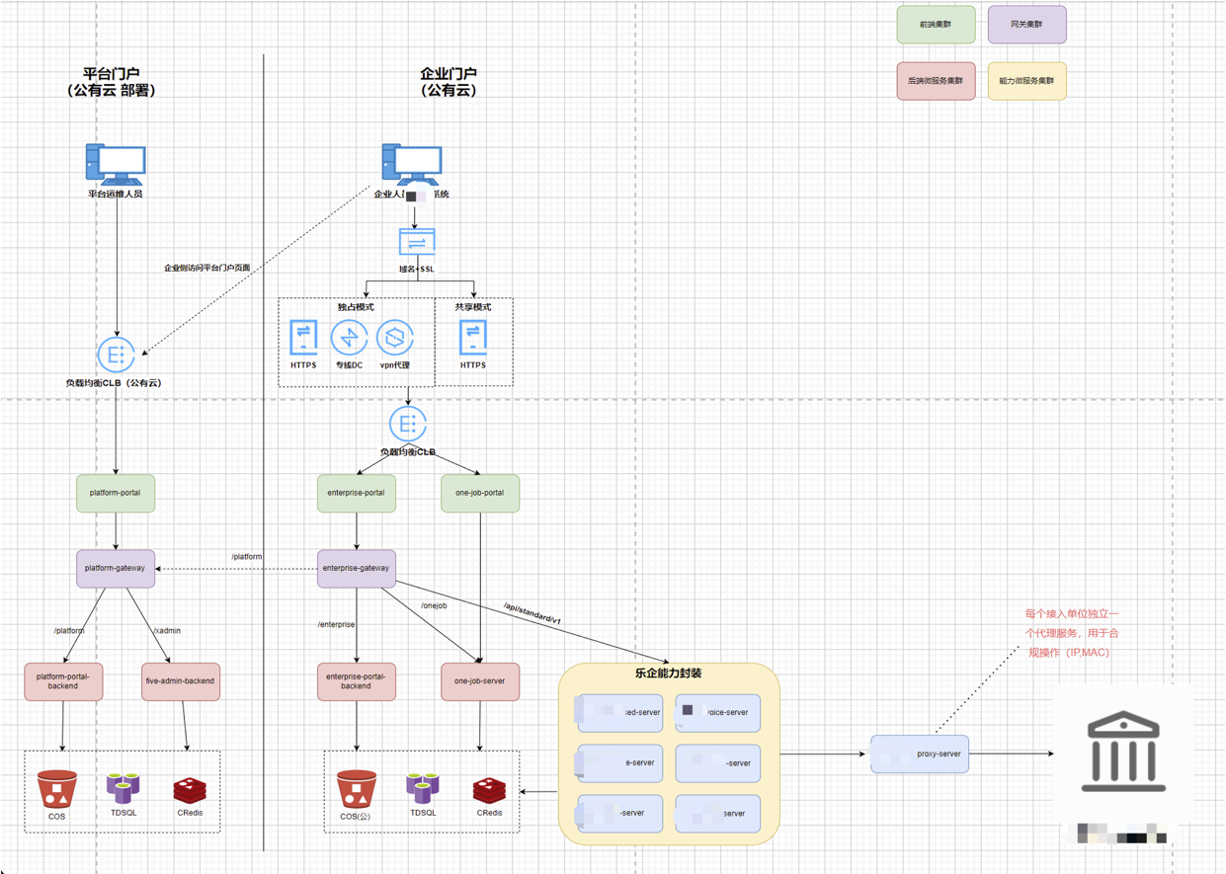 前端集群
网关集群
后端微服务集群
能力微服务集群
平台门户
（公有云 部署）
企业门户
（公有云）
平台运维人员
企业人
系统
企业侧访问平台门户页面
域名+SSL
独占模式
共享模式
HTTPS
专线DC
vpn代理
HTTPS
负载均衡CLB（公有云）
负载均衡CLB
platform-portal
enterprise-portal
one-job-portal
/platform
platform-gateway
enterprise-gateway
/onejob
/api/standard/v1
/platform
/xadmin
/enterprise
每个接入单位独立一
个代理服务，用于合
规操作（IP,MAC）
platform-portal-
backend
five-admin-backend
enterprise-portal-
backend
one-job-server
乐企能力封装
ed-server
voice-server
e-server
-server
-server
server
proxy-server
COS
TDSQL
CRedis
COS(公)
TDSQL
CRedis